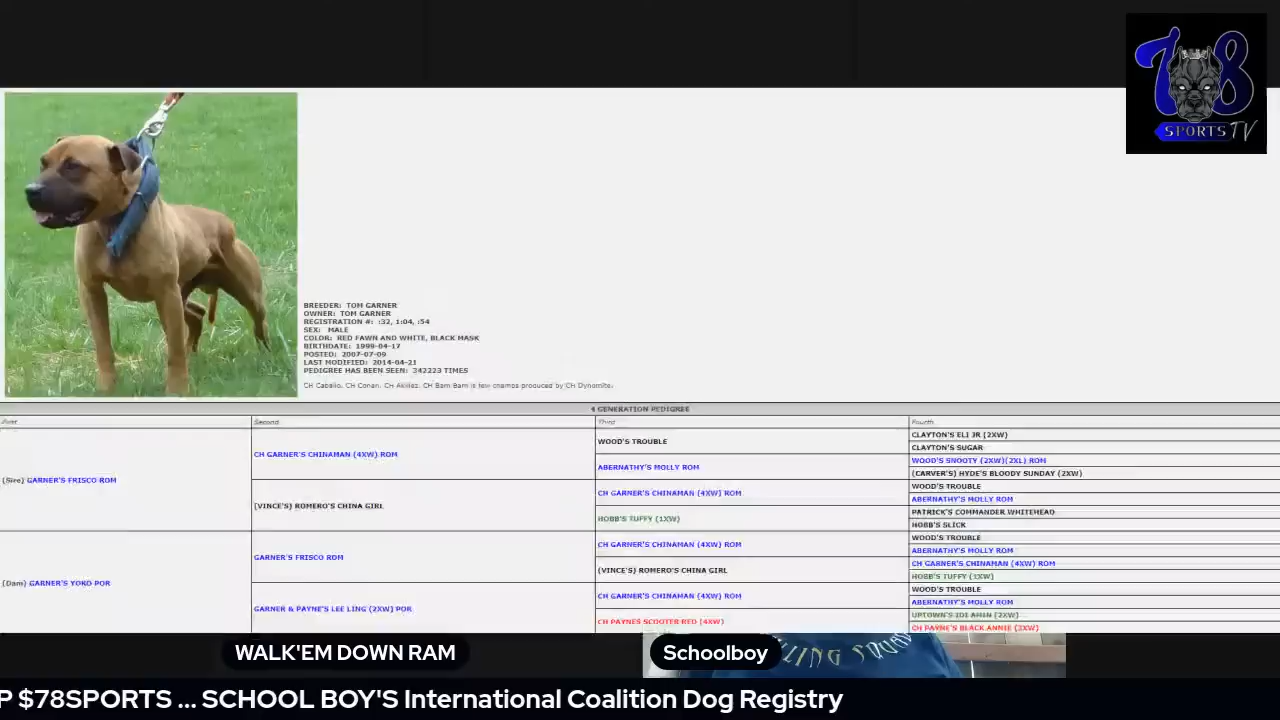 78
SPORTS TV
BREEDER: TOM GARNER
OWNER: TOM GARNER
REGISTRATION #: :32, 1:04, :54
SEX: MALE
COLOR: RED FAWN AND WHITE, BLACK MASK
BIRTHDATE: 1999-04-17
POSTED: 2007-07-09
LAST MODIFIED: 2014-04-21
PEDIGREE HAS BEEN SEEN: 342223 TIMES
CH Caballo, CH Conan, CH Akilez, CH Bam Bam is few champs produced by CH Dynomite.
4 GENERATION PEDIGREE
First Second Third Fourth
(Sire) GARNER'S FRISCO ROM
(Dam) GARNER'S YOKO POR
CH GARNER'S CHINAMAN (4XW) ROM
(VINCE'S) ROMERO'S CHINA GIRL
GARNER'S FRISCO ROM
GARNER & PAYNE'S LEE LING (2XW) POR
WOOD'S TROUBLE
ABERNATHY'S MOLLY ROM
CH GARNER'S CHINAMAN (4XW) ROM
HOBB'S TUFFY (1XW)
CH GARNER'S CHINAMAN (4XW) ROM
(VINCE'S) ROMERO'S CHINA GIRL
CH GARNER'S CHINAMAN (4XW) ROM
CH PAYNES SCOOTER RED (4XW)
CLAYTON'S ELI JR (2XW)
CLAYTON'S SUGAR
WOOD'S SNOOTY (2XW)(2XL) ROM
(CARVER'S) HYDE'S BLOODY SUNDAY (2XW)
WOOD'S TROUBLE
ABERNATHY'S MOLLY ROM
PATRICK'S COMMANDER WHITEHEAD
HOBB'S SLICK
WOOD'S TROUBLE
ABERNATHY'S MOLLY ROM
CH GARNER'S CHINAMAN (4XW) ROM
HOBB'S TUFFY (1XW)
WOOD'S TROUBLE
ABERNATHY'S MOLLY ROM
UPTOWN'S IDI AMIN (2XW)
CH PAYNE'S BLACK ANNIE (3XW)
WALK'EM DOWN RAM
Schoolboy
P $78SPORTS ... SCHOOL BOY'S International Coalition Dog Registry